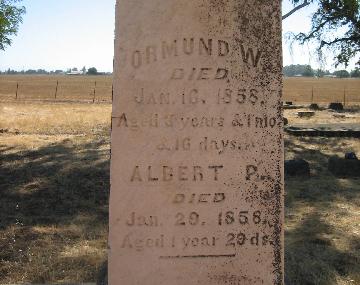 ORMUND W.
DIED
JAN. 16. 1858.
Aged years & 1 mo
& 16 days.
ALBERT P.
DIED
Jan. 29. 1858.
Aged 1 year 29 ds.